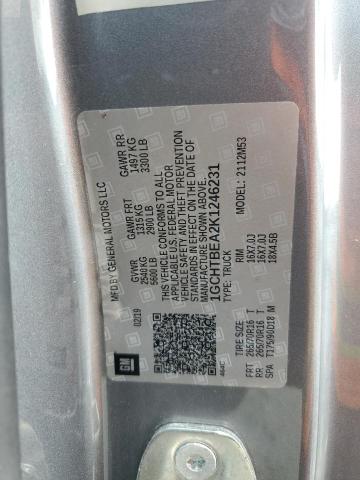 MFD BY GENERAL MOTORS LLC
02/19
GVWR
2540 KG
5600 LB
GAWR FRT
1315 KG
2900 LB
GAWR RR
1497 KG
3300 LB
THIS VEHICLE CONFORMS TO ALL
APPLICABLE U.S. FEDERAL MOTOR
VEHICLE SAFETY AND THEFT PREVENTION
STANDARDS IN EFFECT ON THE DATE OF
MANUFACTURE SHOWN ABOVE.
1GCHTBEA2K1246231
TYPE: TRUCK
MODEL: 2112M53
TIRE SIZE RIM
FRT 265/70R16 T 16X7.0J
RR 265/70R16 T 16X7.0J
SPA T175/90D18 M 18X4.5B
GM